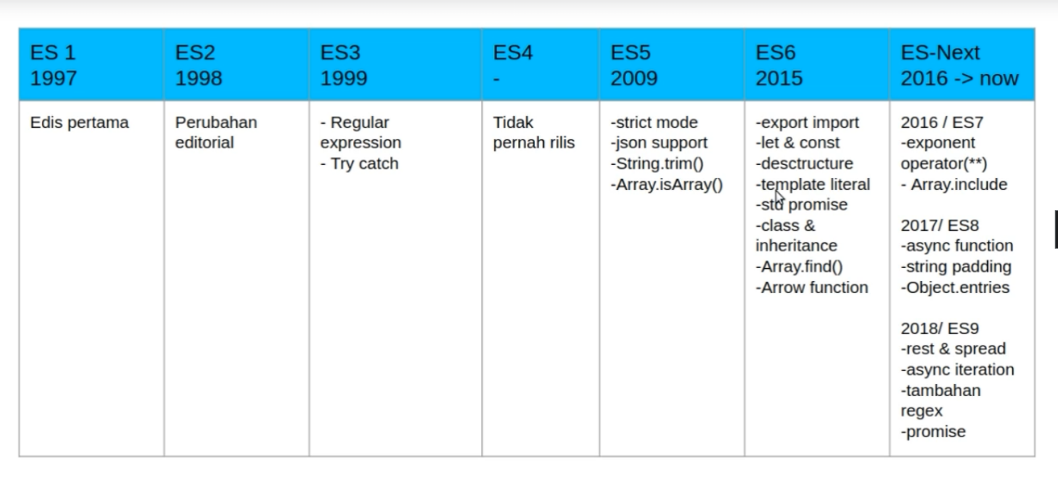 ES 1
1997
ES2
1998
ES3
1999
ES4
-
ES5
2009
ES6
2015
ES-Next
2016 -> now
Edis pertama
Perubahan
editorial
- Regular
expression
- Try catch
Tidak
pernah rilis
-strict mode
-json support
-String.trim()
-Array.isArray()
-export import
-let & const
-desctructure
-template literal
-std promise
-class &
inheritance
-Array.find()
-Arrow function
2016 / ES7
-exponent
operator(**)
- Array.include
2017/ ES8
-async function
-string padding
-Object.entries
2018/ ES9
-rest & spread
-async iteration
-tambahan
regex
-promise